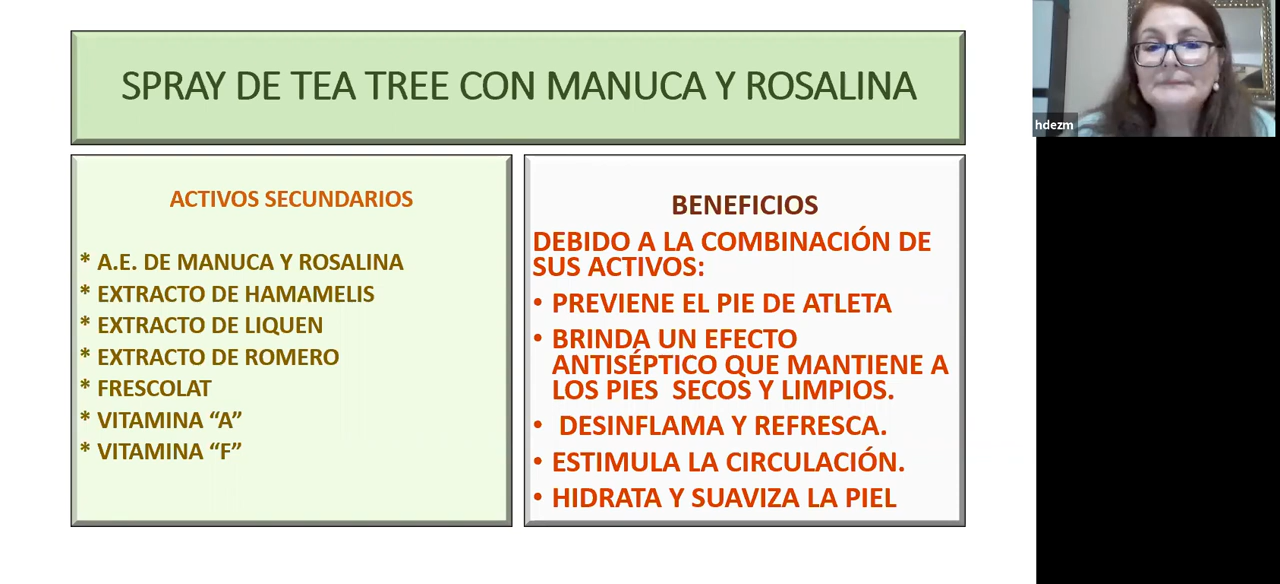 SPRAY DE TEA TREE CON MANUCA Y ROSALINA
ACTIVOS SECUNDARIOS
* A.E. DE MANUCA Y ROSALINA
* EXTRACTO DE HAMAMELIS
* EXTRACTO DE LIQUEN
* EXTRACTO DE ROMERO
* FRESCOLAT
* VITAMINA “A”
* VITAMINA “F”
BENEFICIOS
DEBIDO A LA COMBINACIÓN DE
SUS ACTIVOS:
• PREVIENE EL PIE DE ATLETA
• BRINDA UN EFECTO
ANTISÉPTICO QUE MANTIENE A
LOS PIES SECOS Y LIMPIOS.
• DESINFLAMA Y REFRESCA.
• ESTIMULA LA CIRCULACIÓN.
• HIDRATA Y SUAVIZA LA PIEL
hdezm